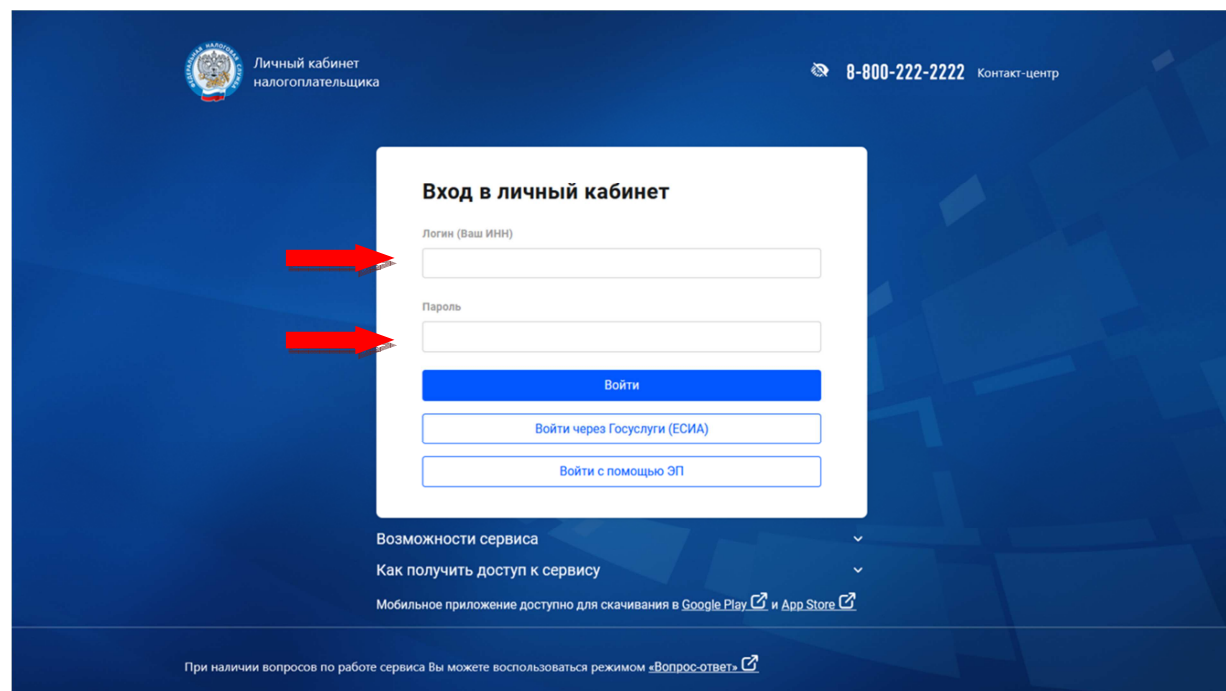 Личный кабинет
налогоплательщика
8-800-222-2222 Контакт-центр
Вход в личный кабинет
Логин (Ваш ИНН)
Пароль
Войти
Войти через Госуслуги (ЕСИА)
Войти с помощью ЭП
Возможности сервиса
Как получить доступ к сервису
Мобильное приложение доступно для скачивания в Google Play и App Store
При наличии вопросов по работе сервиса Вы можете воспользоваться режимом «Вопрос-ответ»